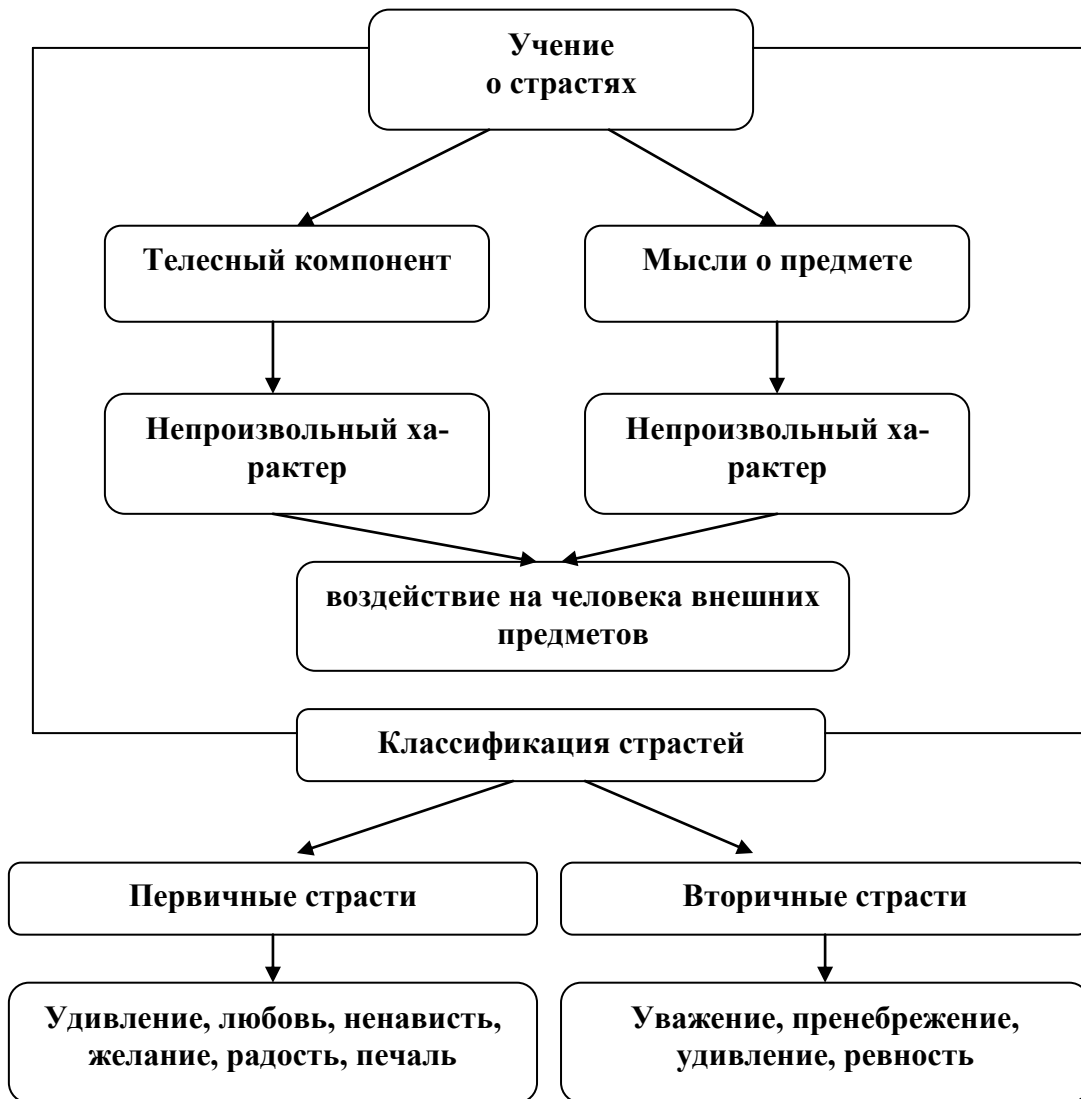 Учение
о страстях
Телесный компонент
Мысли о предмете
Непроизвольный ха-
рактер
Непроизвольный ха-
рактер
воздействие на человека внешних
предметов
Классификация страстей
Первичные страсти
Вторичные страсти
Удивление, любовь, ненависть,
желание, радость, печаль
Уважение, пренебрежение,
удивление, ревность